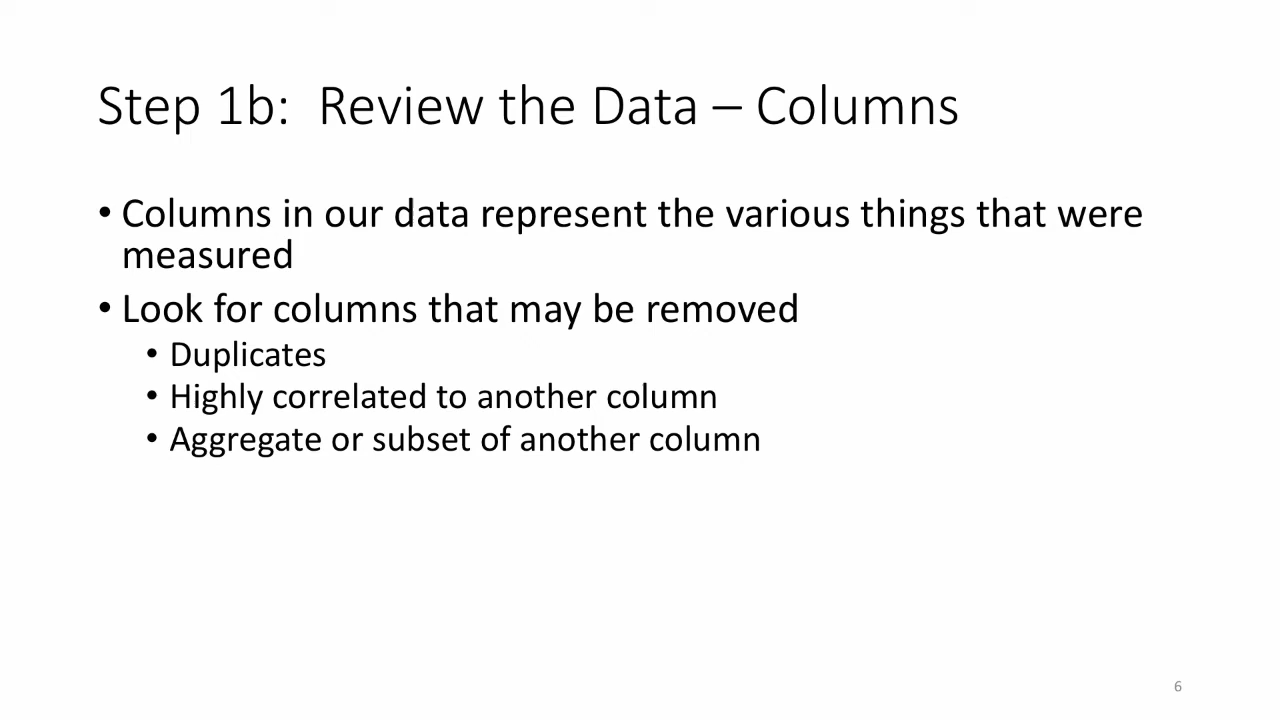 Step 1b:  Review the Data – Columns
• Columns in our data represent the various things that were
measured
• Look for columns that may be removed
• Duplicates
• Highly correlated to another column
• Aggregate or subset of another column
6